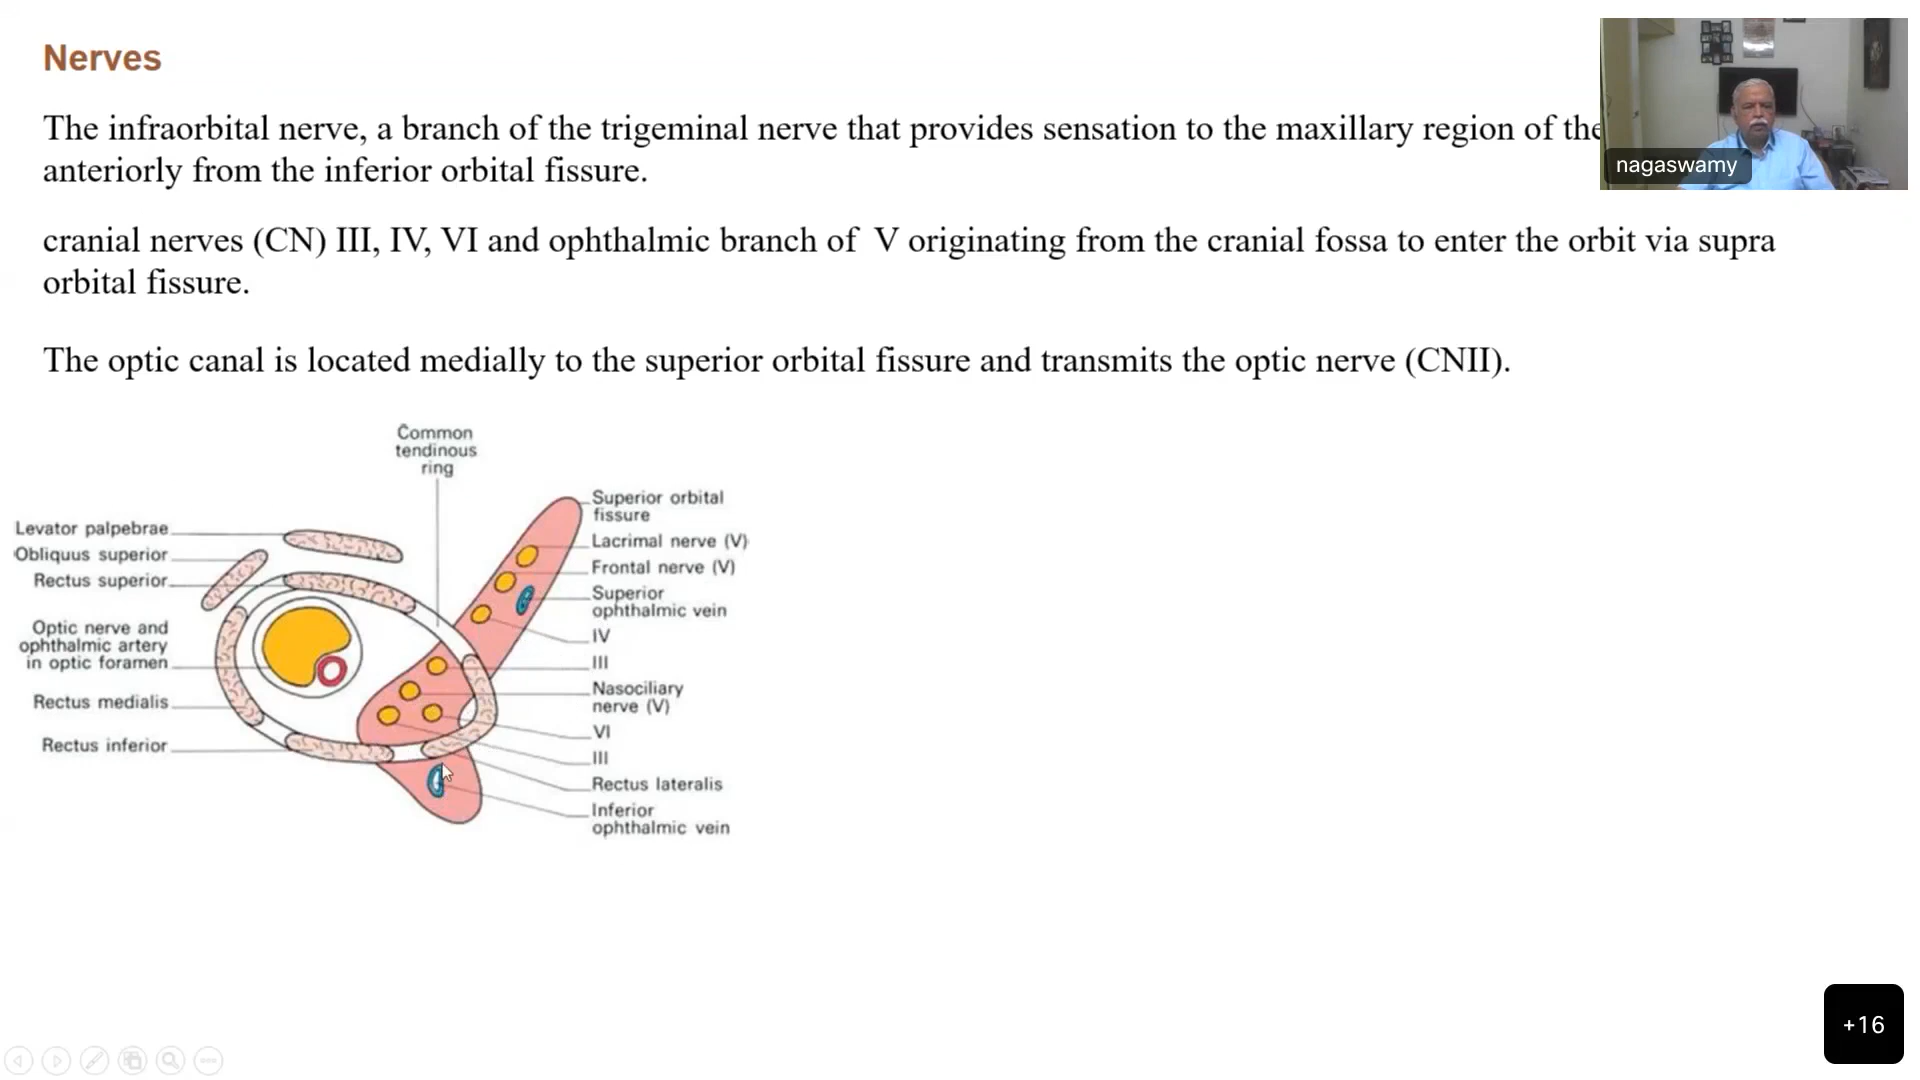 Nerves
The infraorbital nerve, a branch of the trigeminal nerve that provides sensation to the maxillary region of the
anteriorly from the inferior orbital fissure.
cranial nerves (CN) III, IV, VI and ophthalmic branch of V originating from the cranial fossa to enter the orbit via supra
orbital fissure.
The optic canal is located medially to the superior orbital fissure and transmits the optic nerve (CNII).
Common
tendinous
ring
Levator palpebrae
Obliquus superior
Rectus superior
Optic nerve and
ophthalmic artery
in optic foramen
Rectus medialis
Rectus inferior
Superior orbital
fissure
Lacrimal nerve (V)
Frontal nerve (V)
Superior
ophthalmic vein
IV
III
Nasociliary
nerve (V)
VI
III
Rectus lateralis
Inferior
ophthalmic vein
nagaswamy
+16